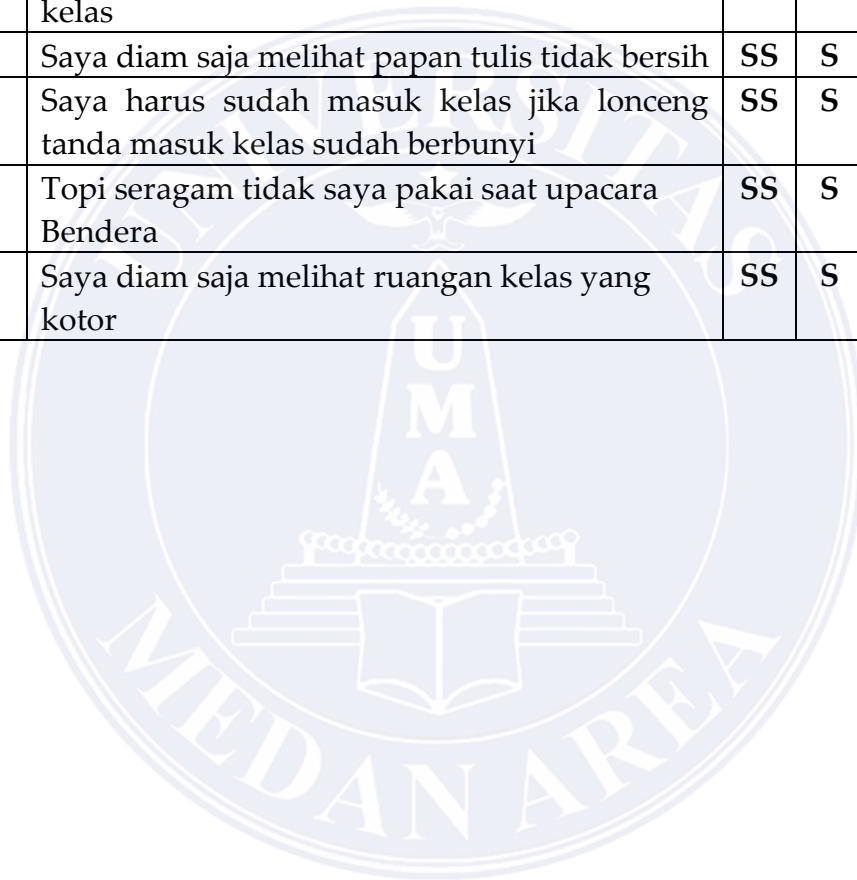 kelas
Saya diam saja melihat papan tulis tidak bersih SS S
Saya harus sudah masuk kelas jika lonceng SS S
tanda masuk kelas sudah berbunyi
Topi seragam tidak saya pakai saat upacara SS S
Bendera
Saya diam saja melihat ruangan kelas yang SS S
kotor
UNIVERSITAS
UMA
MEDAN AREA